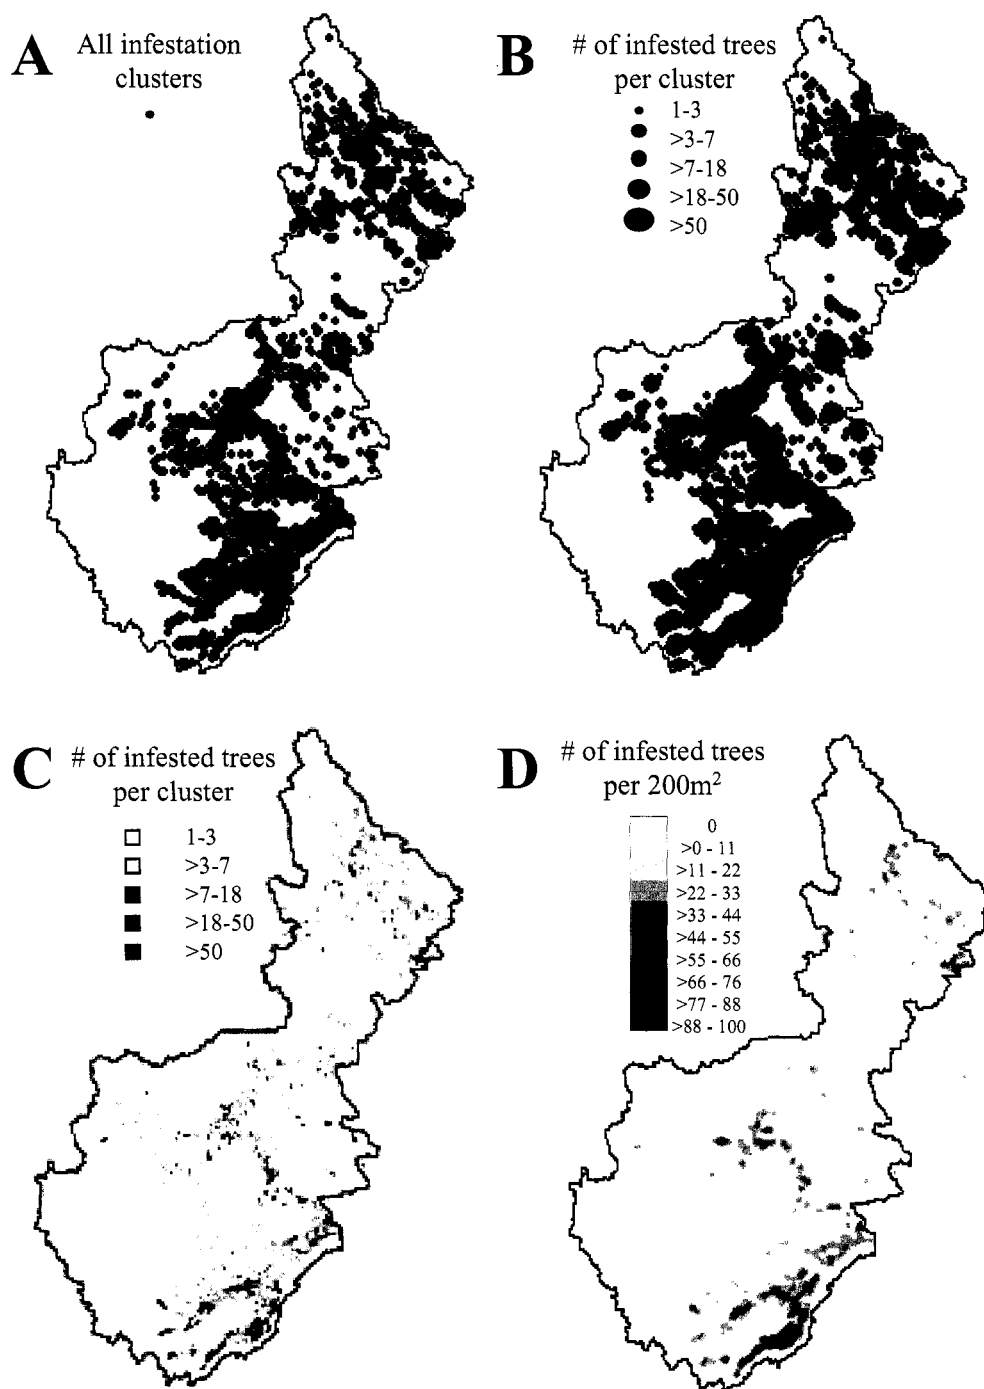 A
All infestation
clusters
B
# of infested trees
per cluster
1-3
>3-7
>7-18
>18-50
>50
C
# of infested trees
per cluster
1-3
>3-7
>7-18
>18-50
>50
D
# of infested trees
per 200m²
0
>0 - 11
>11 - 22
>22 - 33
>33 - 44
>44 - 55
>55 - 66
>66 - 76
>77 - 88
>88 - 100